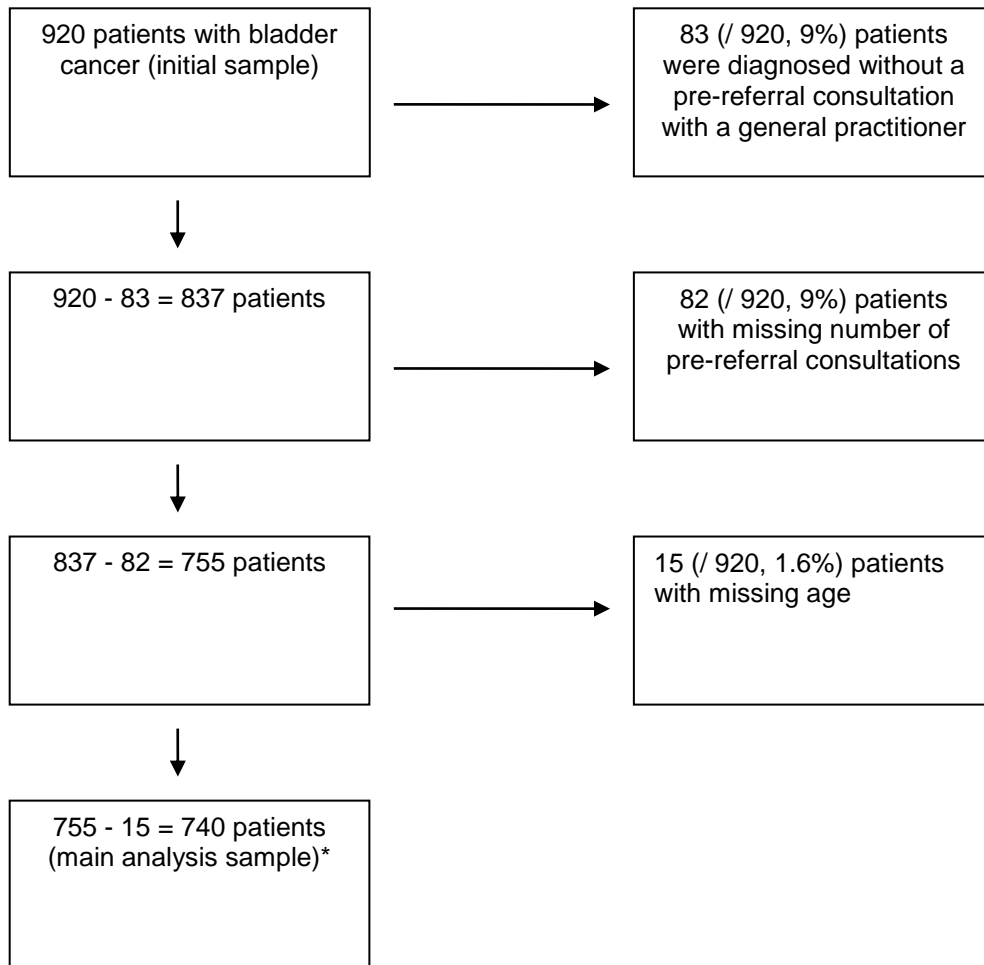 920 patients with bladder
cancer (initial sample)
83 (/ 920, 9%) patients
were diagnosed without a
pre-referral consultation
with a general practitioner
920 - 83 = 837 patients
82 (/ 920, 9%) patients
with missing number of
pre-referral consultations
837 - 82 = 755 patients
15 (/ 920, 1.6%) patients
with missing age
755 - 15 = 740 patients
(main analysis sample)*